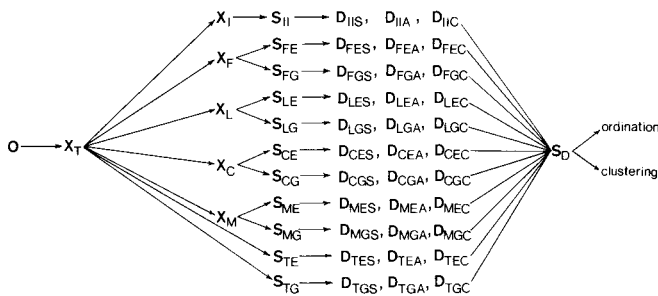 X_I S_II D_IIS, D_IIA, D_IIC
S_FE D_FES, D_FEA, D_FEC
X_F
S_FG D_FGS, D_FGA, D_FGC
S_LE D_LES, D_LEA, D_LEC
X_L
S_LG D_LGS, D_LGA, D_LGC
ordination
O X_T S_CE D_CES, D_CEA, D_CEC S_D
X_C
clustering
S_CG D_CGS, D_CGA, D_CGC
S_ME D_MES, D_MEA, D_MEC
X_M
S_MG D_MGS, D_MGA, D_MGC
S_TE D_TES, D_TEA, D_TEC
S_TG D_TGS, D_TGA, D_TGC